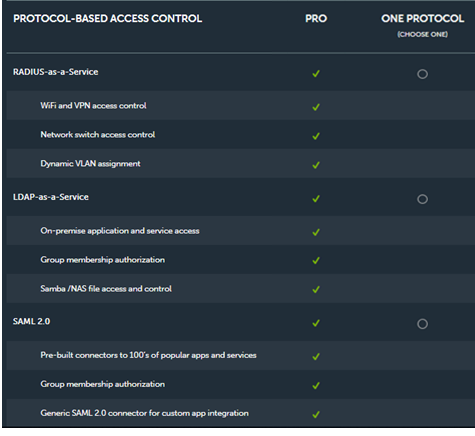 PROTOCOL-BASED ACCESS CONTROL PRO ONE PROTOCOL
(CHOOSE ONE)
RADIUS-as-a-Service
WiFi and VPN access control
Network switch access control
Dynamic VLAN assignment
LDAP-as-a-Service
On-premise application and service access
Group membership authorization
Samba /NAS file access and control
SAML 2.0
Pre-built connectors to 100's of popular apps and services
Group membership authorization
Generic SAML 2.0 connector for custom app integration